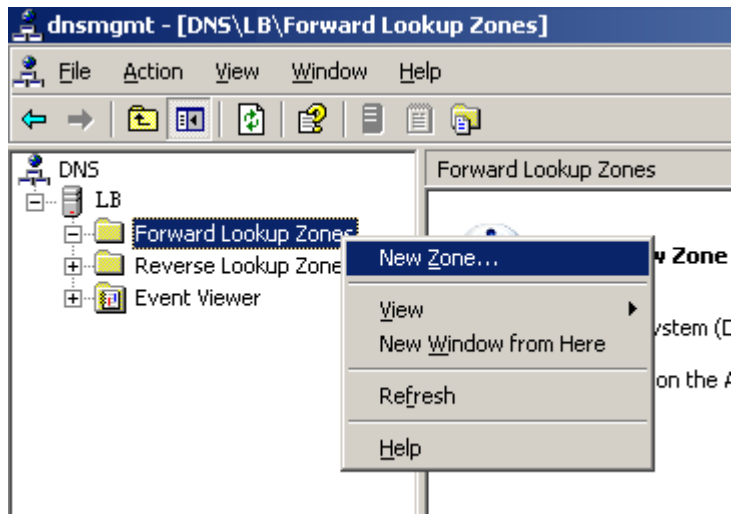 dnsmgmt - [DNS\LB\Forward Lookup Zones]
File Action View Window Help
DNS
LB
Forward Lookup Zones
Reverse Lookup Zone
Event Viewer
Forward Lookup Zones
New Zone...
View
New Window from Here
Refresh
Help
Zone
on the